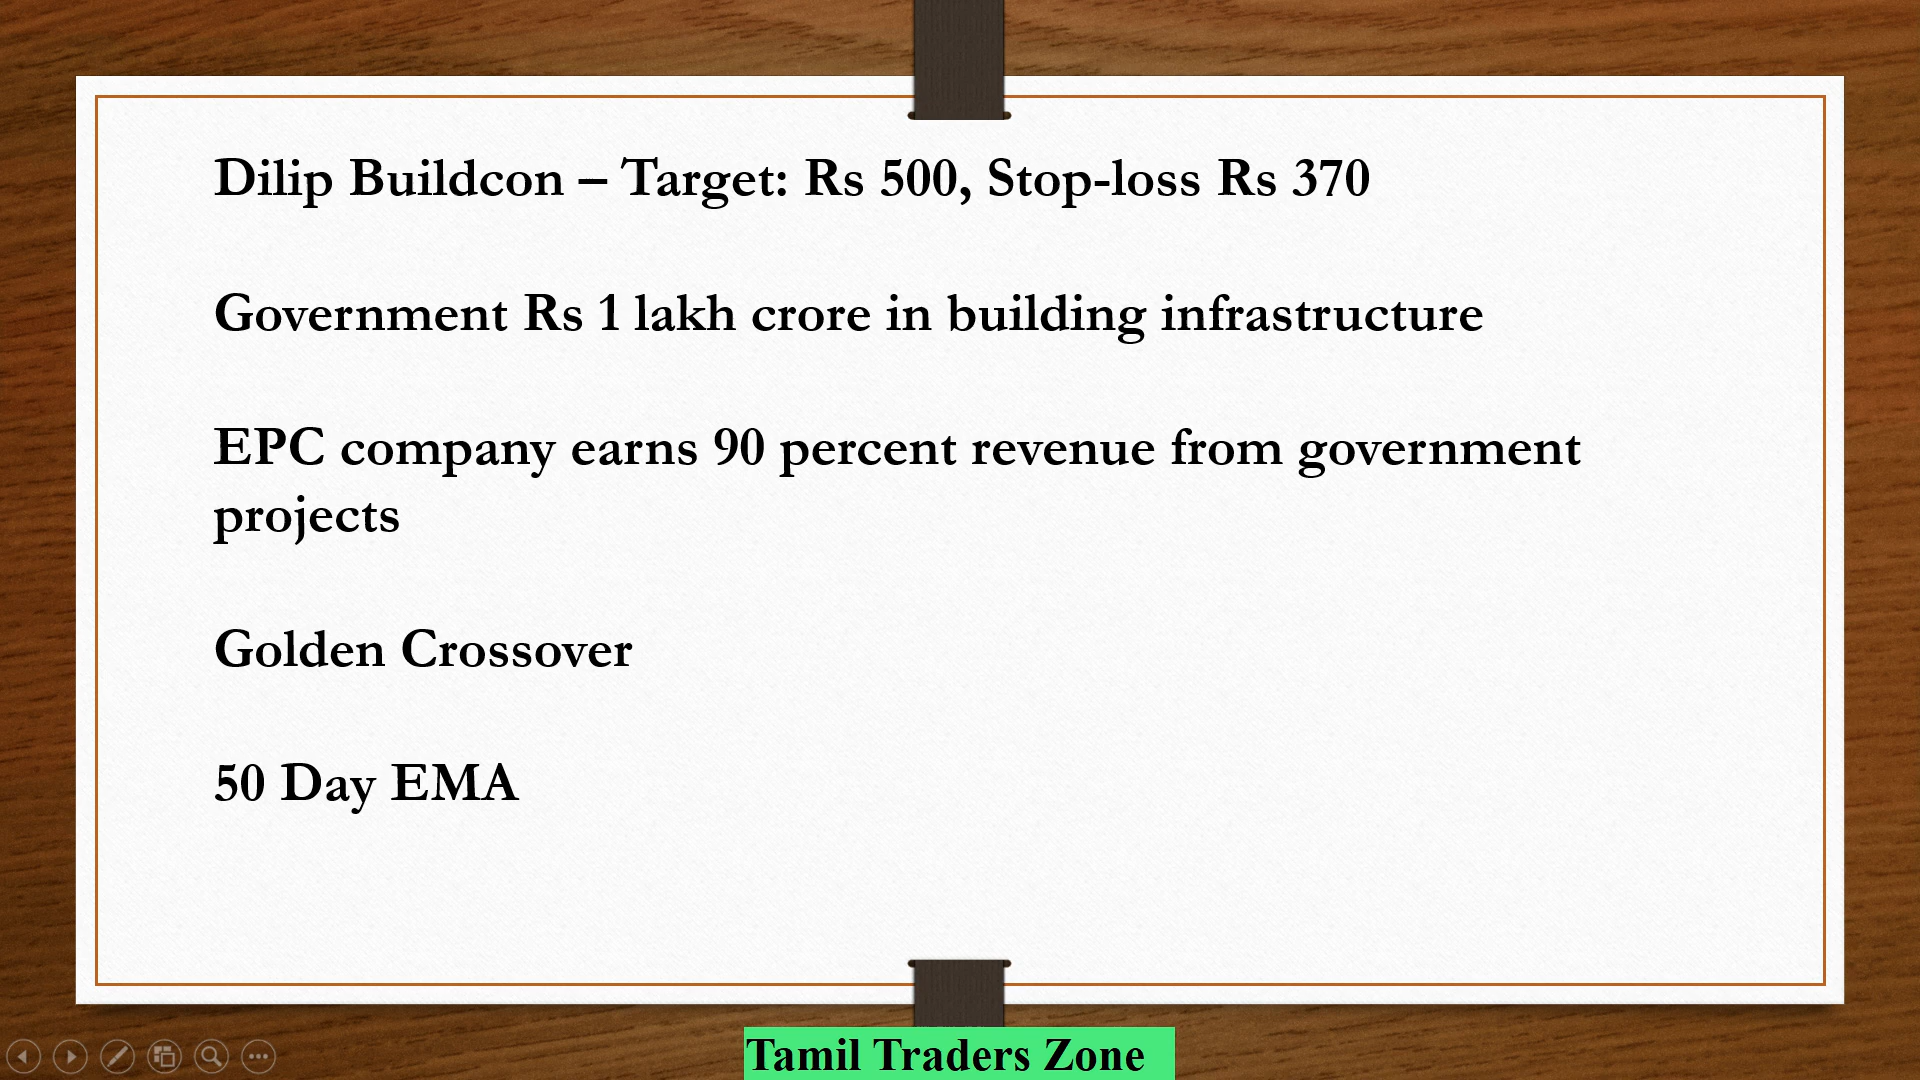 Dilip Buildcon – Target: Rs 500, Stop-loss Rs 370
Government Rs 1 lakh crore in building infrastructure
EPC company earns 90 percent revenue from government
projects
Golden Crossover
50 Day EMA
Tamil Traders Zone